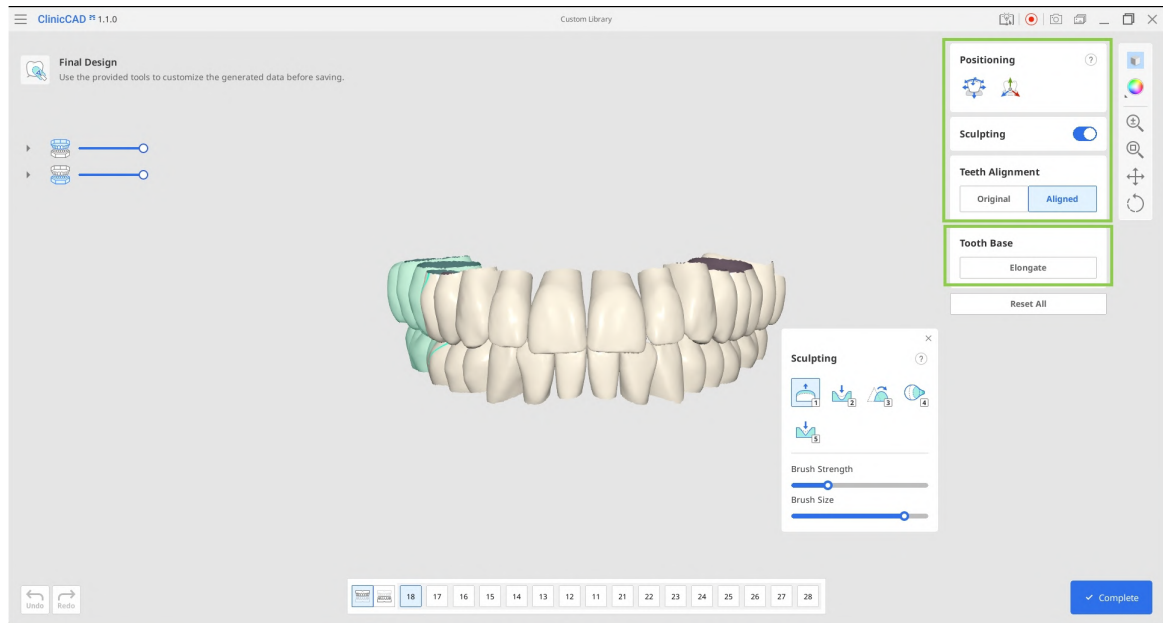 ClinicCAD 1.1.0
Custom Library
Final Design
Use the provided tools to customize the generated data before saving.
Positioning
?
Sculpting
Teeth Alignment
Original Aligned
Tooth Base
Elongate
Reset All
Sculpting
?
1 2 3 4
5
Brush Strength
Brush Size
Undo Redo
18 17 16 15 14 13 12 11 21 22 23 24 25 26 27 28
Complete